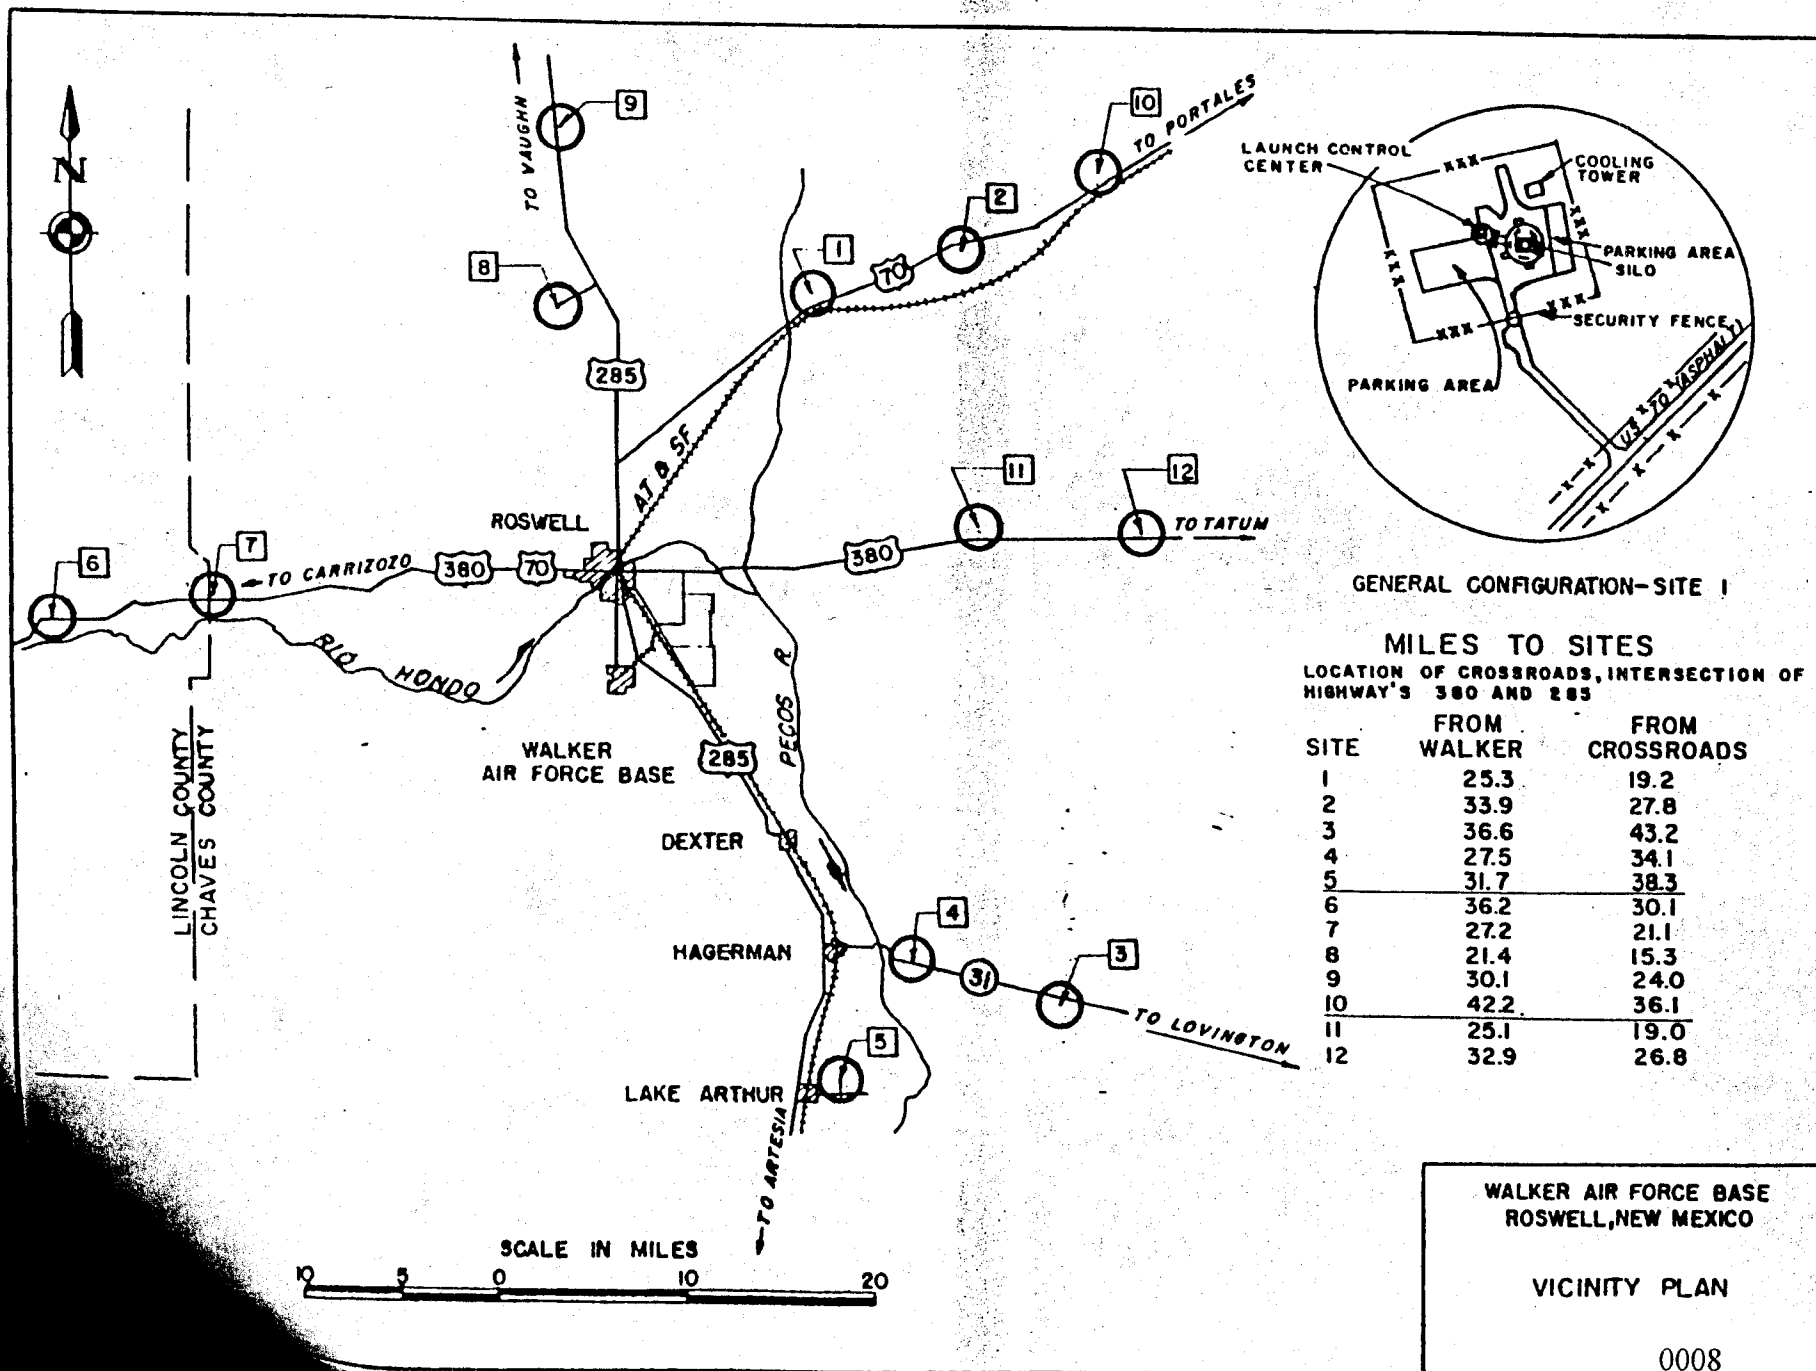 N
TO VAUGHN
9
10
TO PORTALES
2
1
8
70
285
AT & SF
ROSWELL
11
12
TO TATUM
380
7
6
TO CARRIZOZO
380
70
RIO HONDO
PECOS R.
WALKER
AIR FORCE BASE
285
LINCOLN COUNTY
CHAVES COUNTY
DEXTER
HAGERMAN
4
31
3
TO LOVINGTON
5
LAKE ARTHUR
TO ARTESIA
SCALE IN MILES
10 5 0 10 20
LAUNCH CONTROL
CENTER
XXX
COOLING
TOWER
XXX
PARKING AREA
SILO
XXX
XXX
XXX
SECURITY FENCE
PARKING AREA
US 70 (ASPHALT)
GENERAL CONFIGURATION-SITE 1
MILES TO SITES
LOCATION OF CROSSROADS, INTERSECTION OF
HIGHWAY'S 380 AND 285
FROM FROM
SITE WALKER CROSSROADS
1 25.3 19.2
2 33.9 27.8
3 36.6 43.2
4 27.5 34.1
5 31.7 38.3
6 36.2 30.1
7 27.2 21.1
8 21.4 15.3
9 30.1 24.0
10 42.2 36.1
11 25.1 19.0
12 32.9 26.8
WALKER AIR FORCE BASE
ROSWELL, NEW MEXICO
VICINITY PLAN
0008